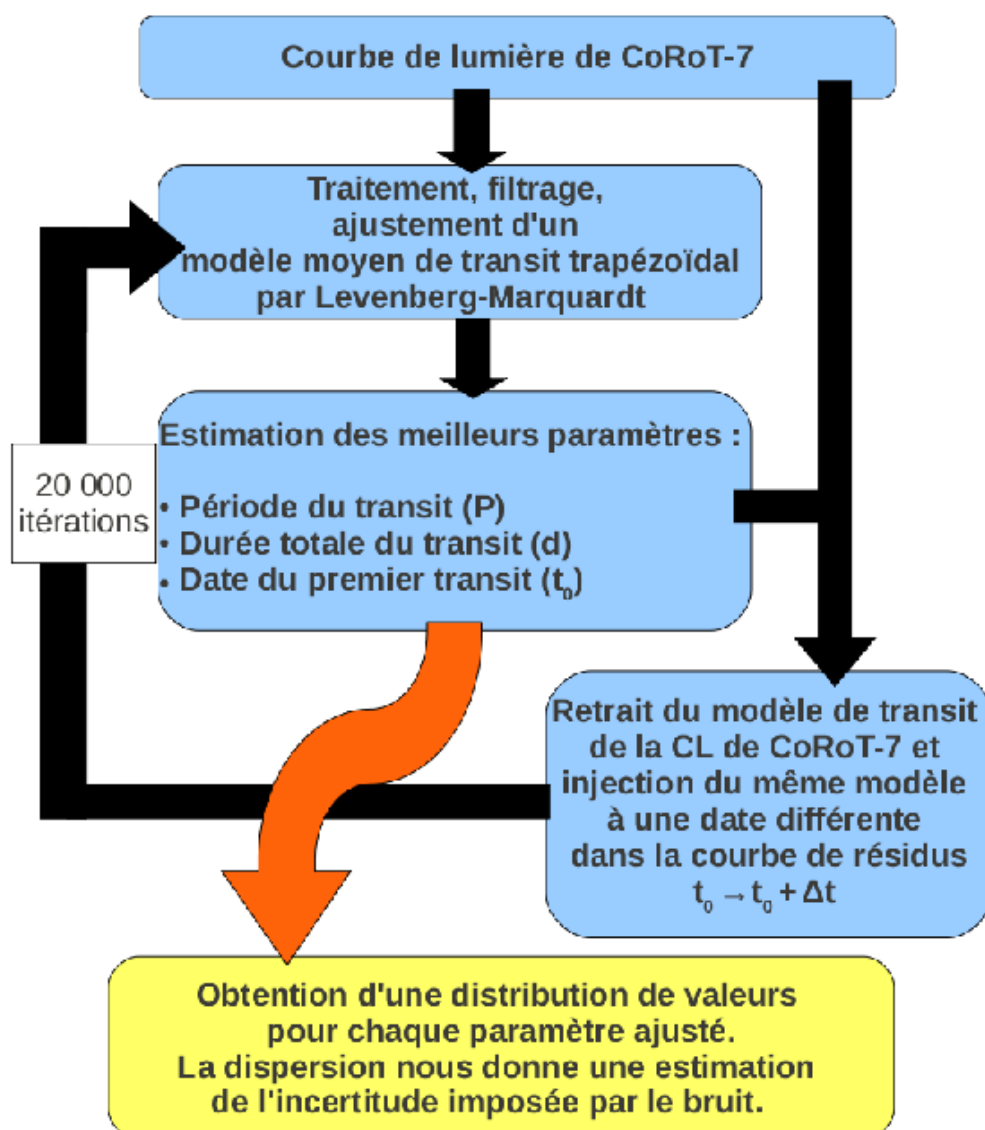 Courbe de lumière de CoRoT-7
Traitement, filtrage,
ajustement d'un
modèle moyen de transit trapézoïdal
par Levenberg-Marquardt
Estimation des meilleurs paramètres :
• Période du transit (P)
• Durée totale du transit (d)
• Date du premier transit (t₀)
20 000
itérations
Retrait du modèle de transit
de la CL de CoRoT-7 et
injection du même modèle
à une date différente
dans la courbe de résidus
t₀ → t₀ + Δt
Obtention d'une distribution de valeurs
pour chaque paramètre ajusté.
La dispersion nous donne une estimation
de l'incertitude imposée par le bruit.